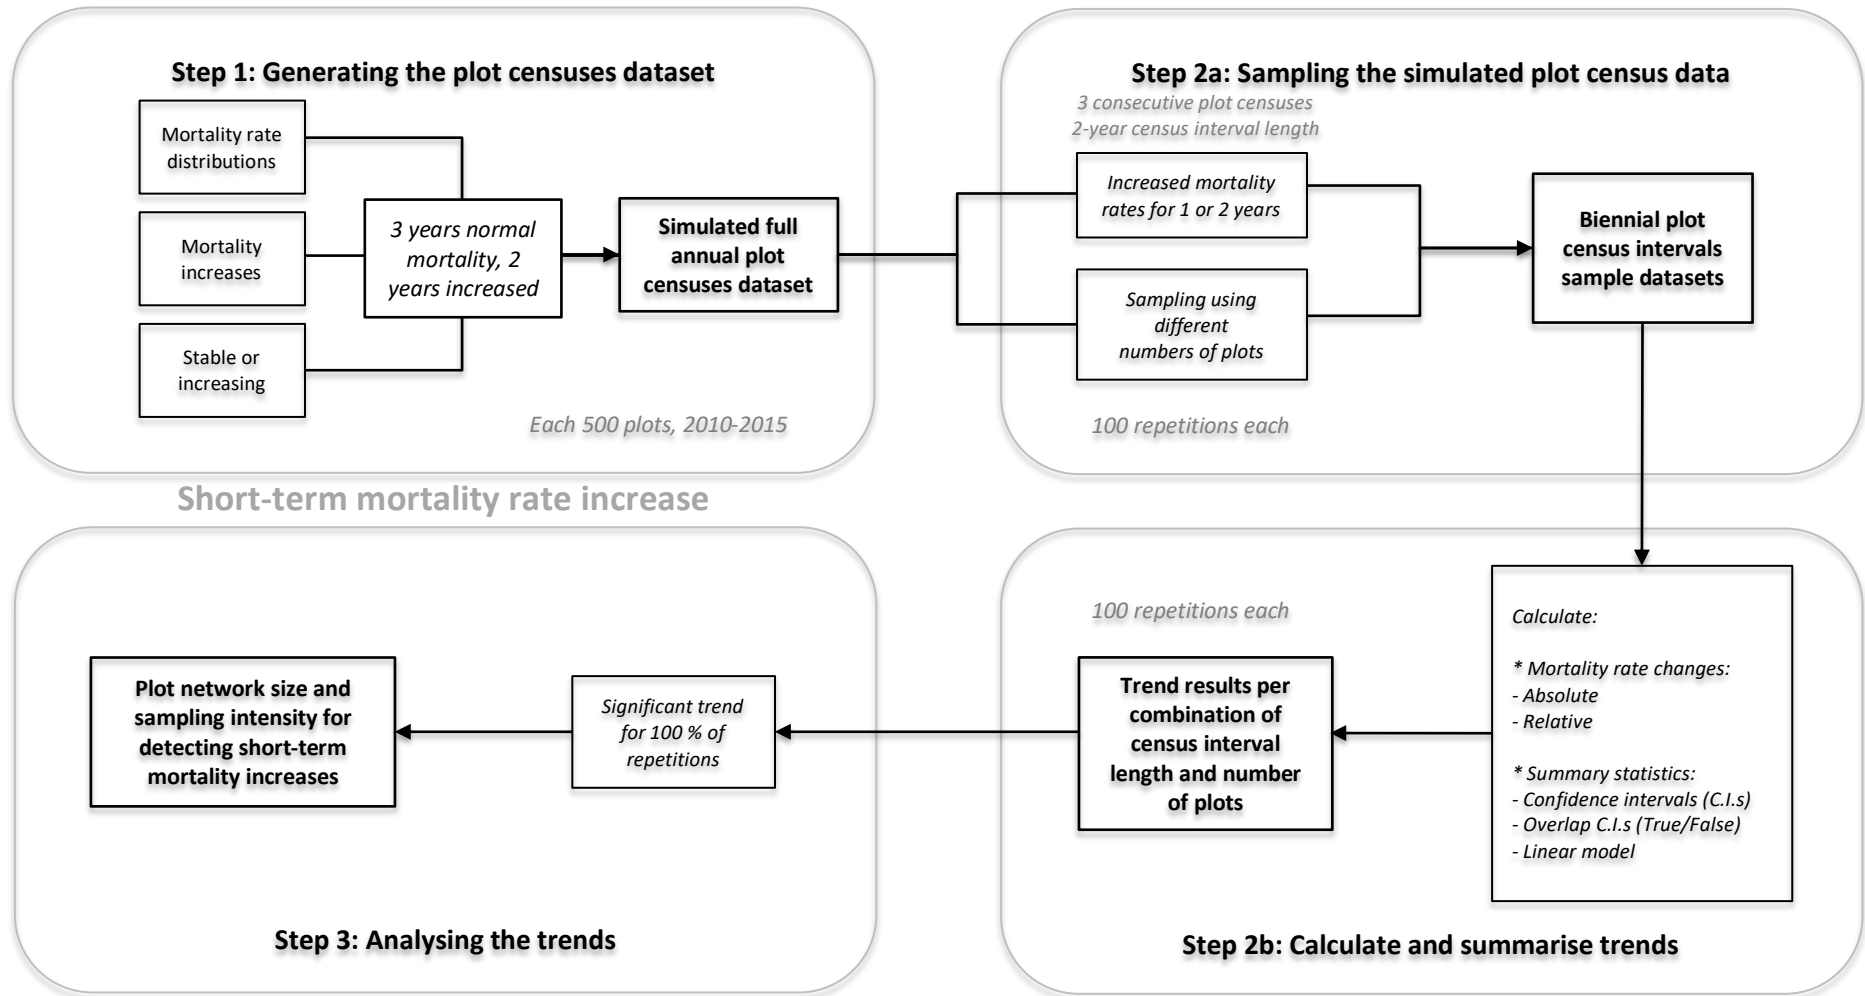 Step 1: Generating the plot censuses dataset
Mortality rate
distributions
Mortality
increases
Stable or
increasing
3 years normal
mortality, 2
years increased
Simulated full
annual plot
censuses dataset
Each 500 plots, 2010-2015
Step 2a: Sampling the simulated plot census data
3 consecutive plot censuses
2-year census interval length
Increased mortality
rates for 1 or 2 years
Sampling using
different
numbers of plots
100 repetitions each
Biennial plot
census intervals
sample datasets
Short-term mortality rate increase
100 repetitions each
Calculate:
* Mortality rate changes:
- Absolute
- Relative
* Summary statistics:
- Confidence intervals (C.I.s)
- Overlap C.I.s (True/False)
- Linear model
Trend results per
combination of
census interval
length and number
of plots
Step 2b: Calculate and summarise trends
Significant trend
for 100 % of
repetitions
Plot network size and
sampling intensity for
detecting short-term
mortality increases
Step 3: Analysing the trends